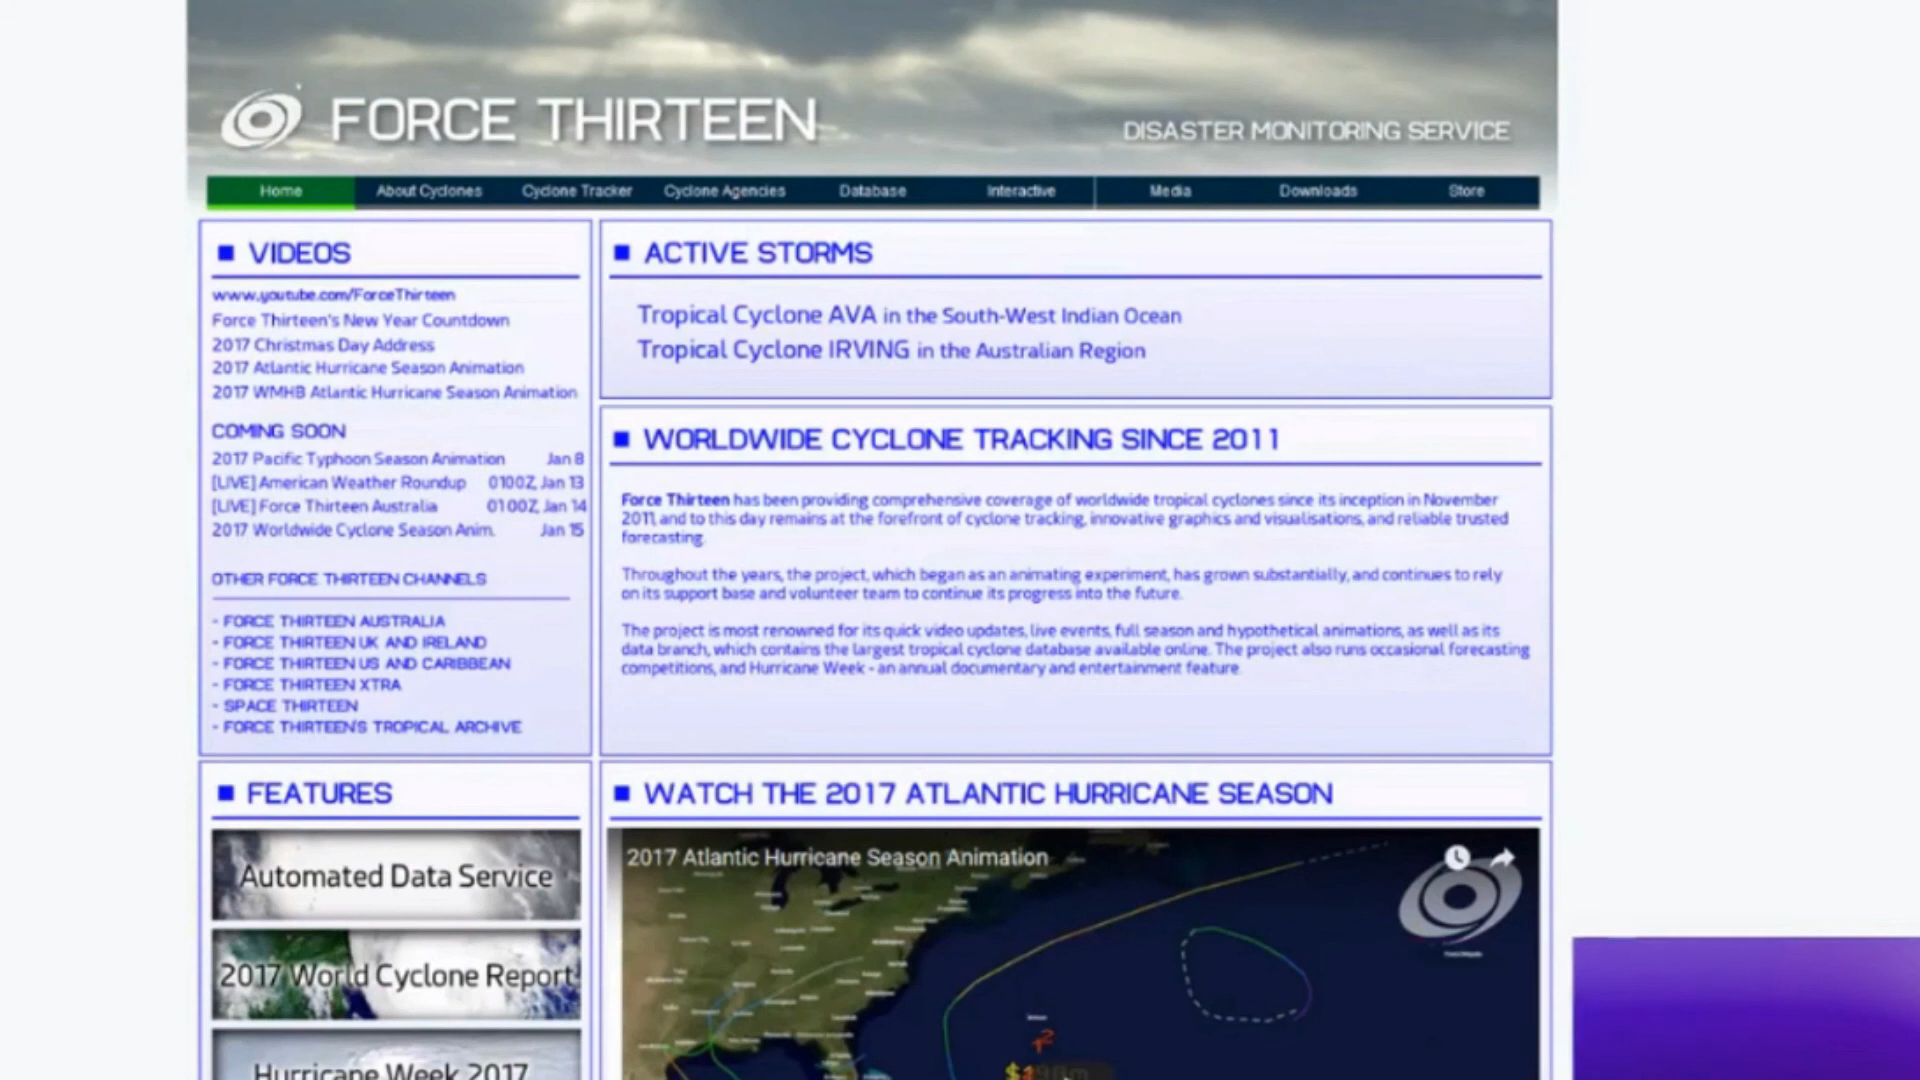 FORCE THIRTEEN
DISASTER MONITORING SERVICE
Home
About Cyclones
Cyclone Tracker
Cyclone Agencies
Database
Interactive
Media
Downloads
Store
VIDEOS
www.youtube.com/ForceThirteen
Force Thirteen's New Year Countdown
2017 Christmas Day Address
2017 Atlantic Hurricane Season Animation
2017 WMHB Atlantic Hurricane Season Animation
COMING SOON
2017 Pacific Typhoon Season Animation Jan 8
[LIVE] American Weather Roundup 0100Z, Jan 13
[LIVE] Force Thirteen Australia 0100Z, Jan 14
2017 Worldwide Cyclone Season Anim. Jan 15
OTHER FORCE THIRTEEN CHANNELS
- FORCE THIRTEEN AUSTRALIA
- FORCE THIRTEEN UK AND IRELAND
- FORCE THIRTEEN US AND CARIBBEAN
- FORCE THIRTEEN XTRA
- SPACE THIRTEEN
- FORCE THIRTEEN'S TROPICAL ARCHIVE
ACTIVE STORMS
Tropical Cyclone AVA in the South-West Indian Ocean
Tropical Cyclone IRVING in the Australian Region
WORLDWIDE CYCLONE TRACKING SINCE 2011
Force Thirteen has been providing comprehensive coverage of worldwide tropical cyclones since its inception in November
2011, and to this day remains at the forefront of cyclone tracking, innovative graphics and visualisations, and reliable trusted
forecasting.
Throughout the years, the project, which began as an animating experiment, has grown substantially, and continues to rely
on its support base and volunteer team to continue its progress into the future.
The project is most renowned for its quick video updates, live events, full season and hypothetical animations, as well as its
data branch, which contains the largest tropical cyclone database available online. The project also runs occasional forecasting
competitions, and Hurricane Week - an annual documentary and entertainment feature.
FEATURES
Automated Data Service
2017 World Cyclone Report
Hurricane Week 2017
WATCH THE 2017 ATLANTIC HURRICANE SEASON
2017 Atlantic Hurricane Season Animation